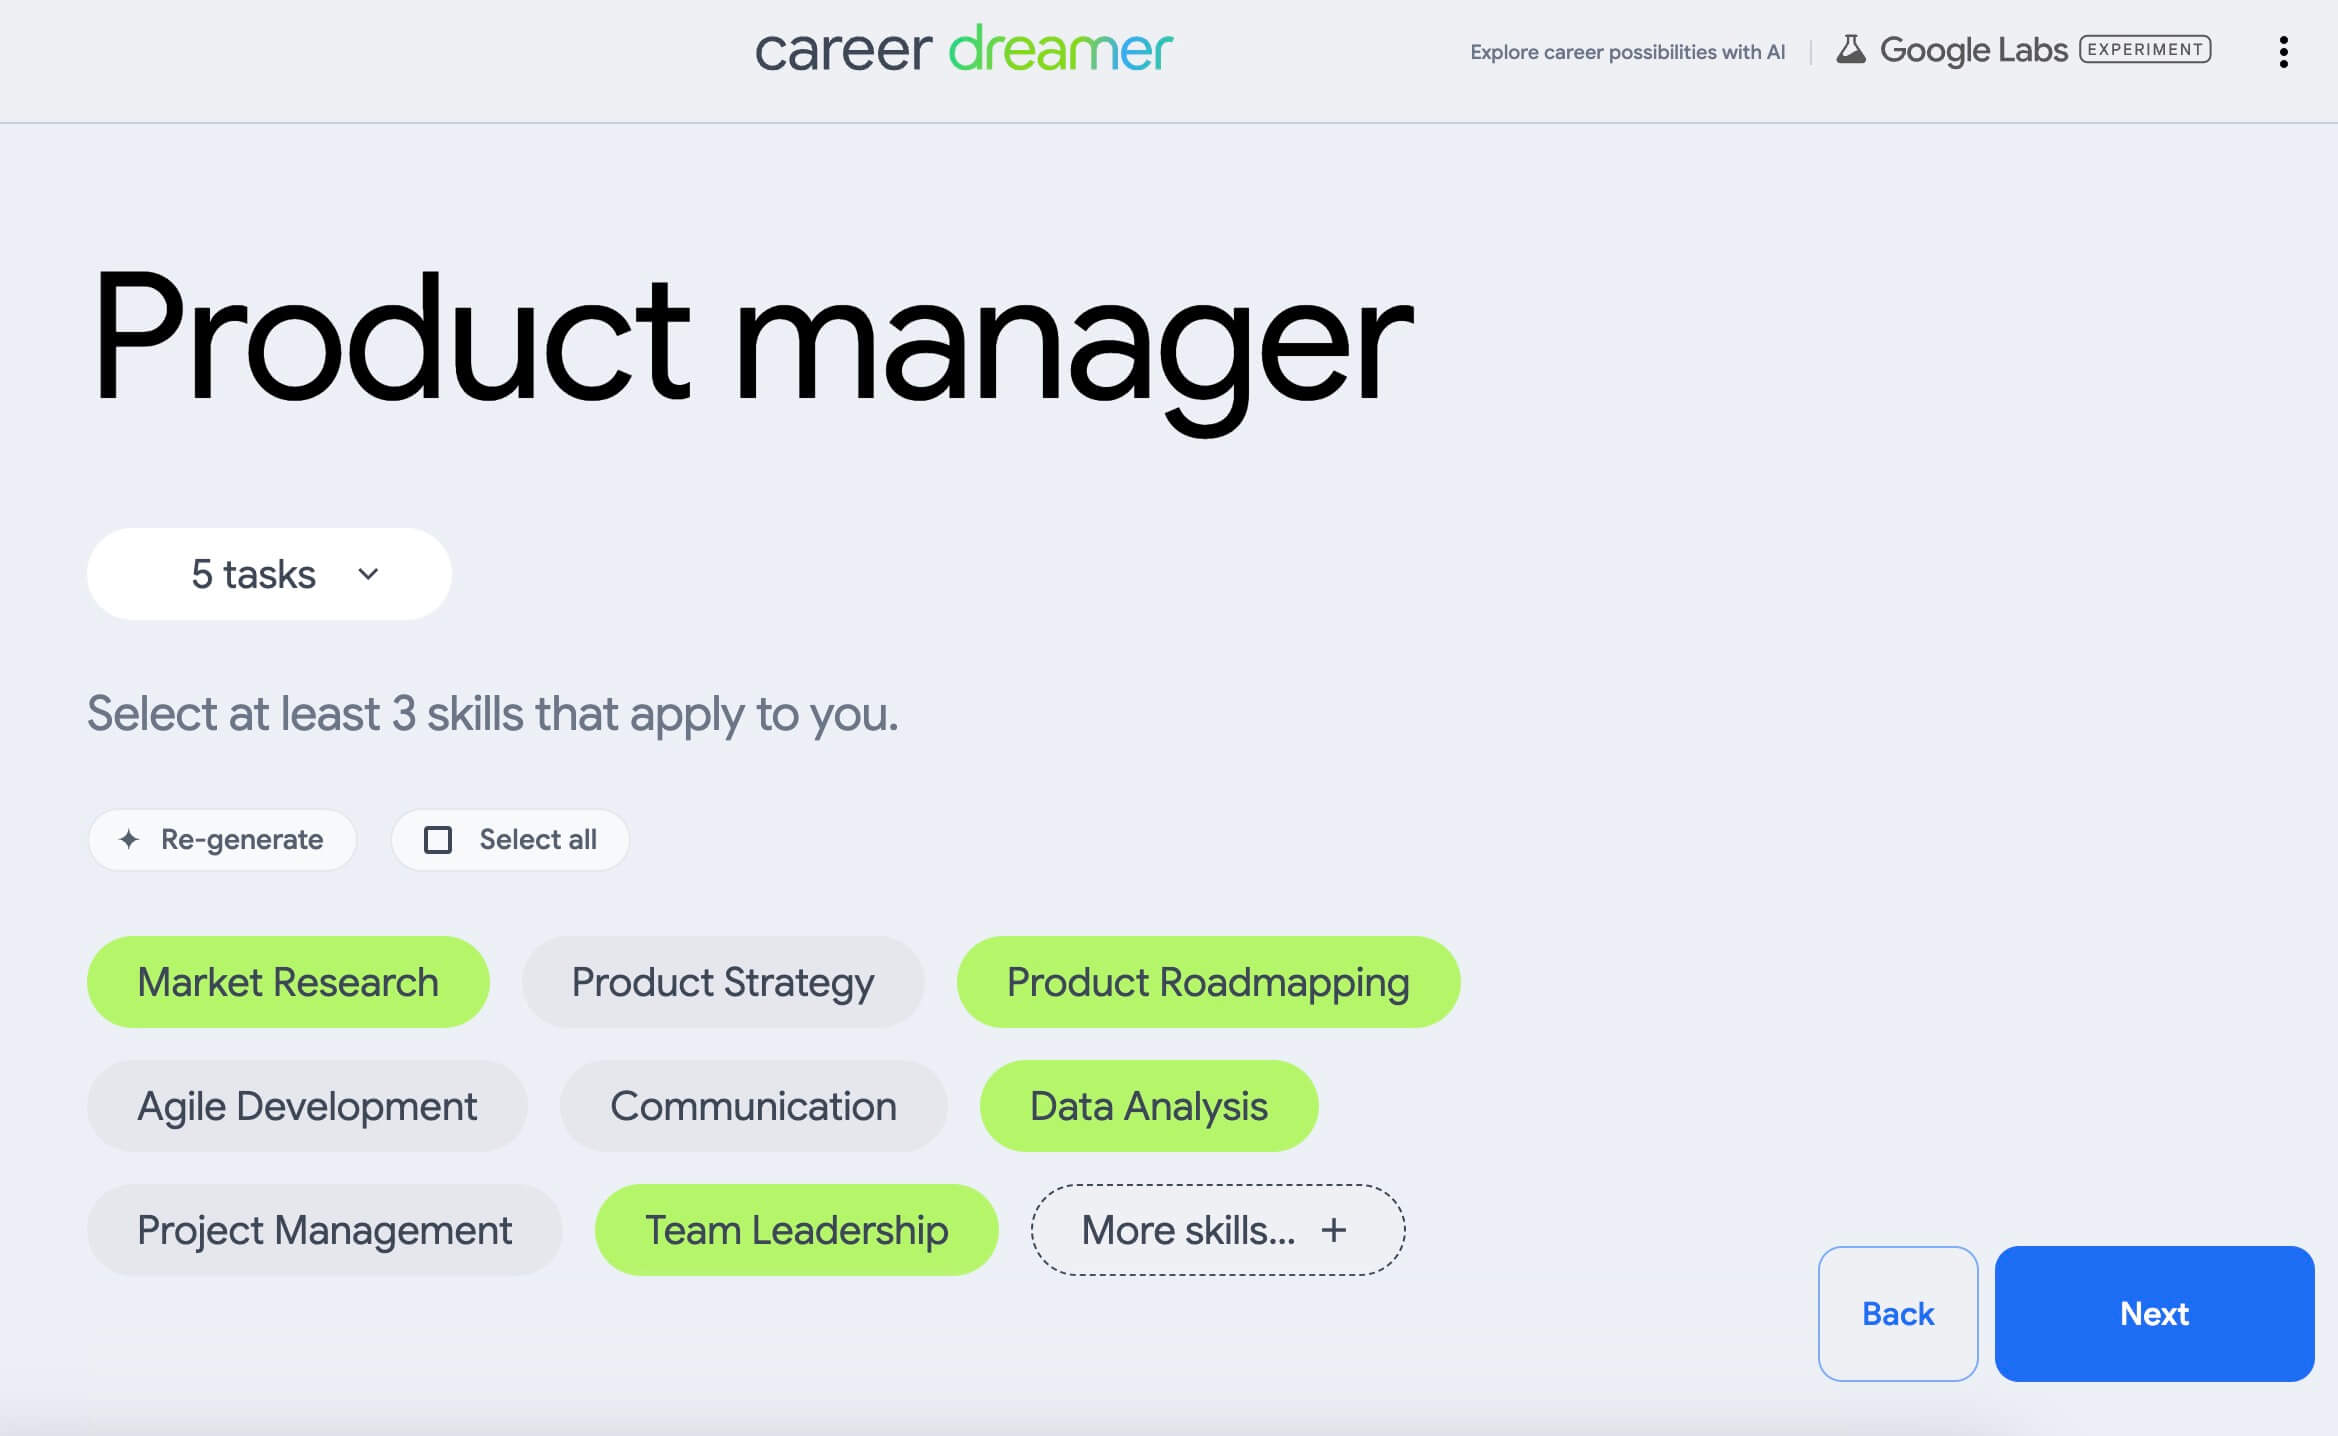 career dreamer
Explore career possibilities with AI
Google Labs EXPERIMENT
Product manager
5 tasks
Select at least 3 skills that apply to you.
Re-generate
Select all
Market Research
Product Strategy
Product Roadmapping
Agile Development
Communication
Data Analysis
Project Management
Team Leadership
More skills... +
Back
Next